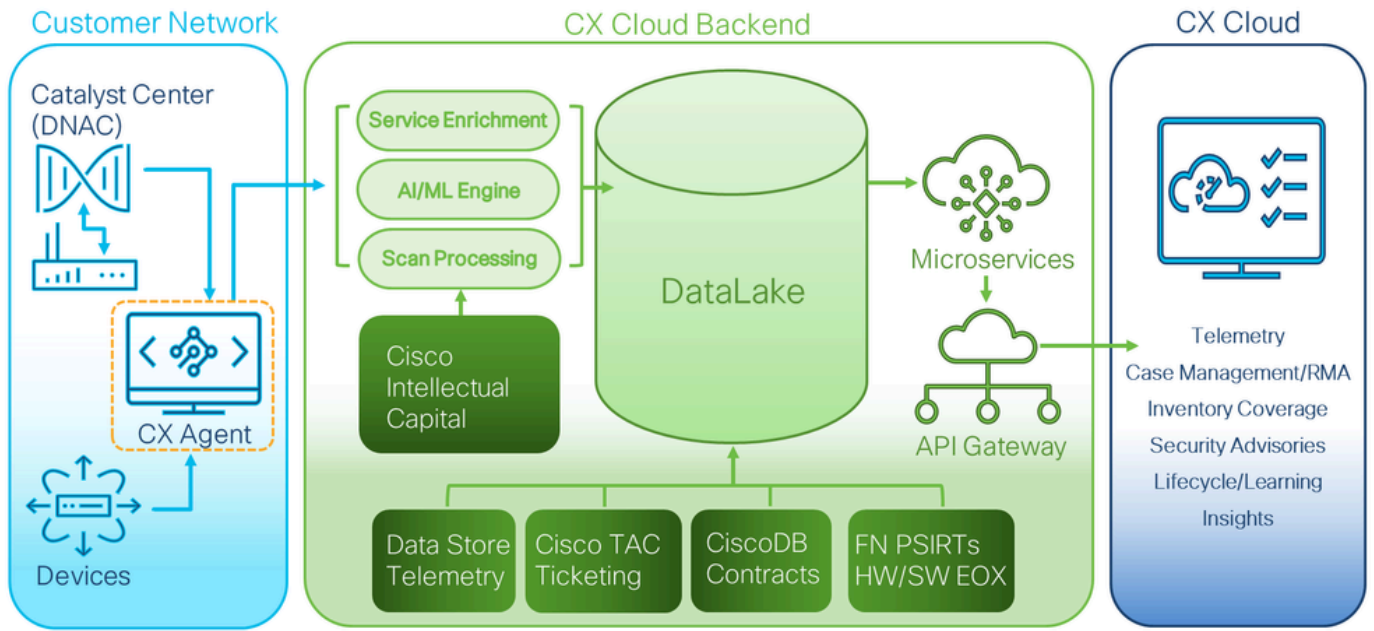 Customer Network
Catalyst Center
(DNAC)
CX Agent
Devices
CX Cloud Backend
Service Enrichment
AI/ML Engine
Scan Processing
Cisco
Intellectual
Capital
DataLake
Microservices
API Gateway
Data Store
Telemetry
Cisco TAC
Ticketing
CiscoDB
Contracts
FN PSIRTs
HW/SW EOX
CX Cloud
Telemetry
Case Management/RMA
Inventory Coverage
Security Advisories
Lifecycle/Learning
Insights